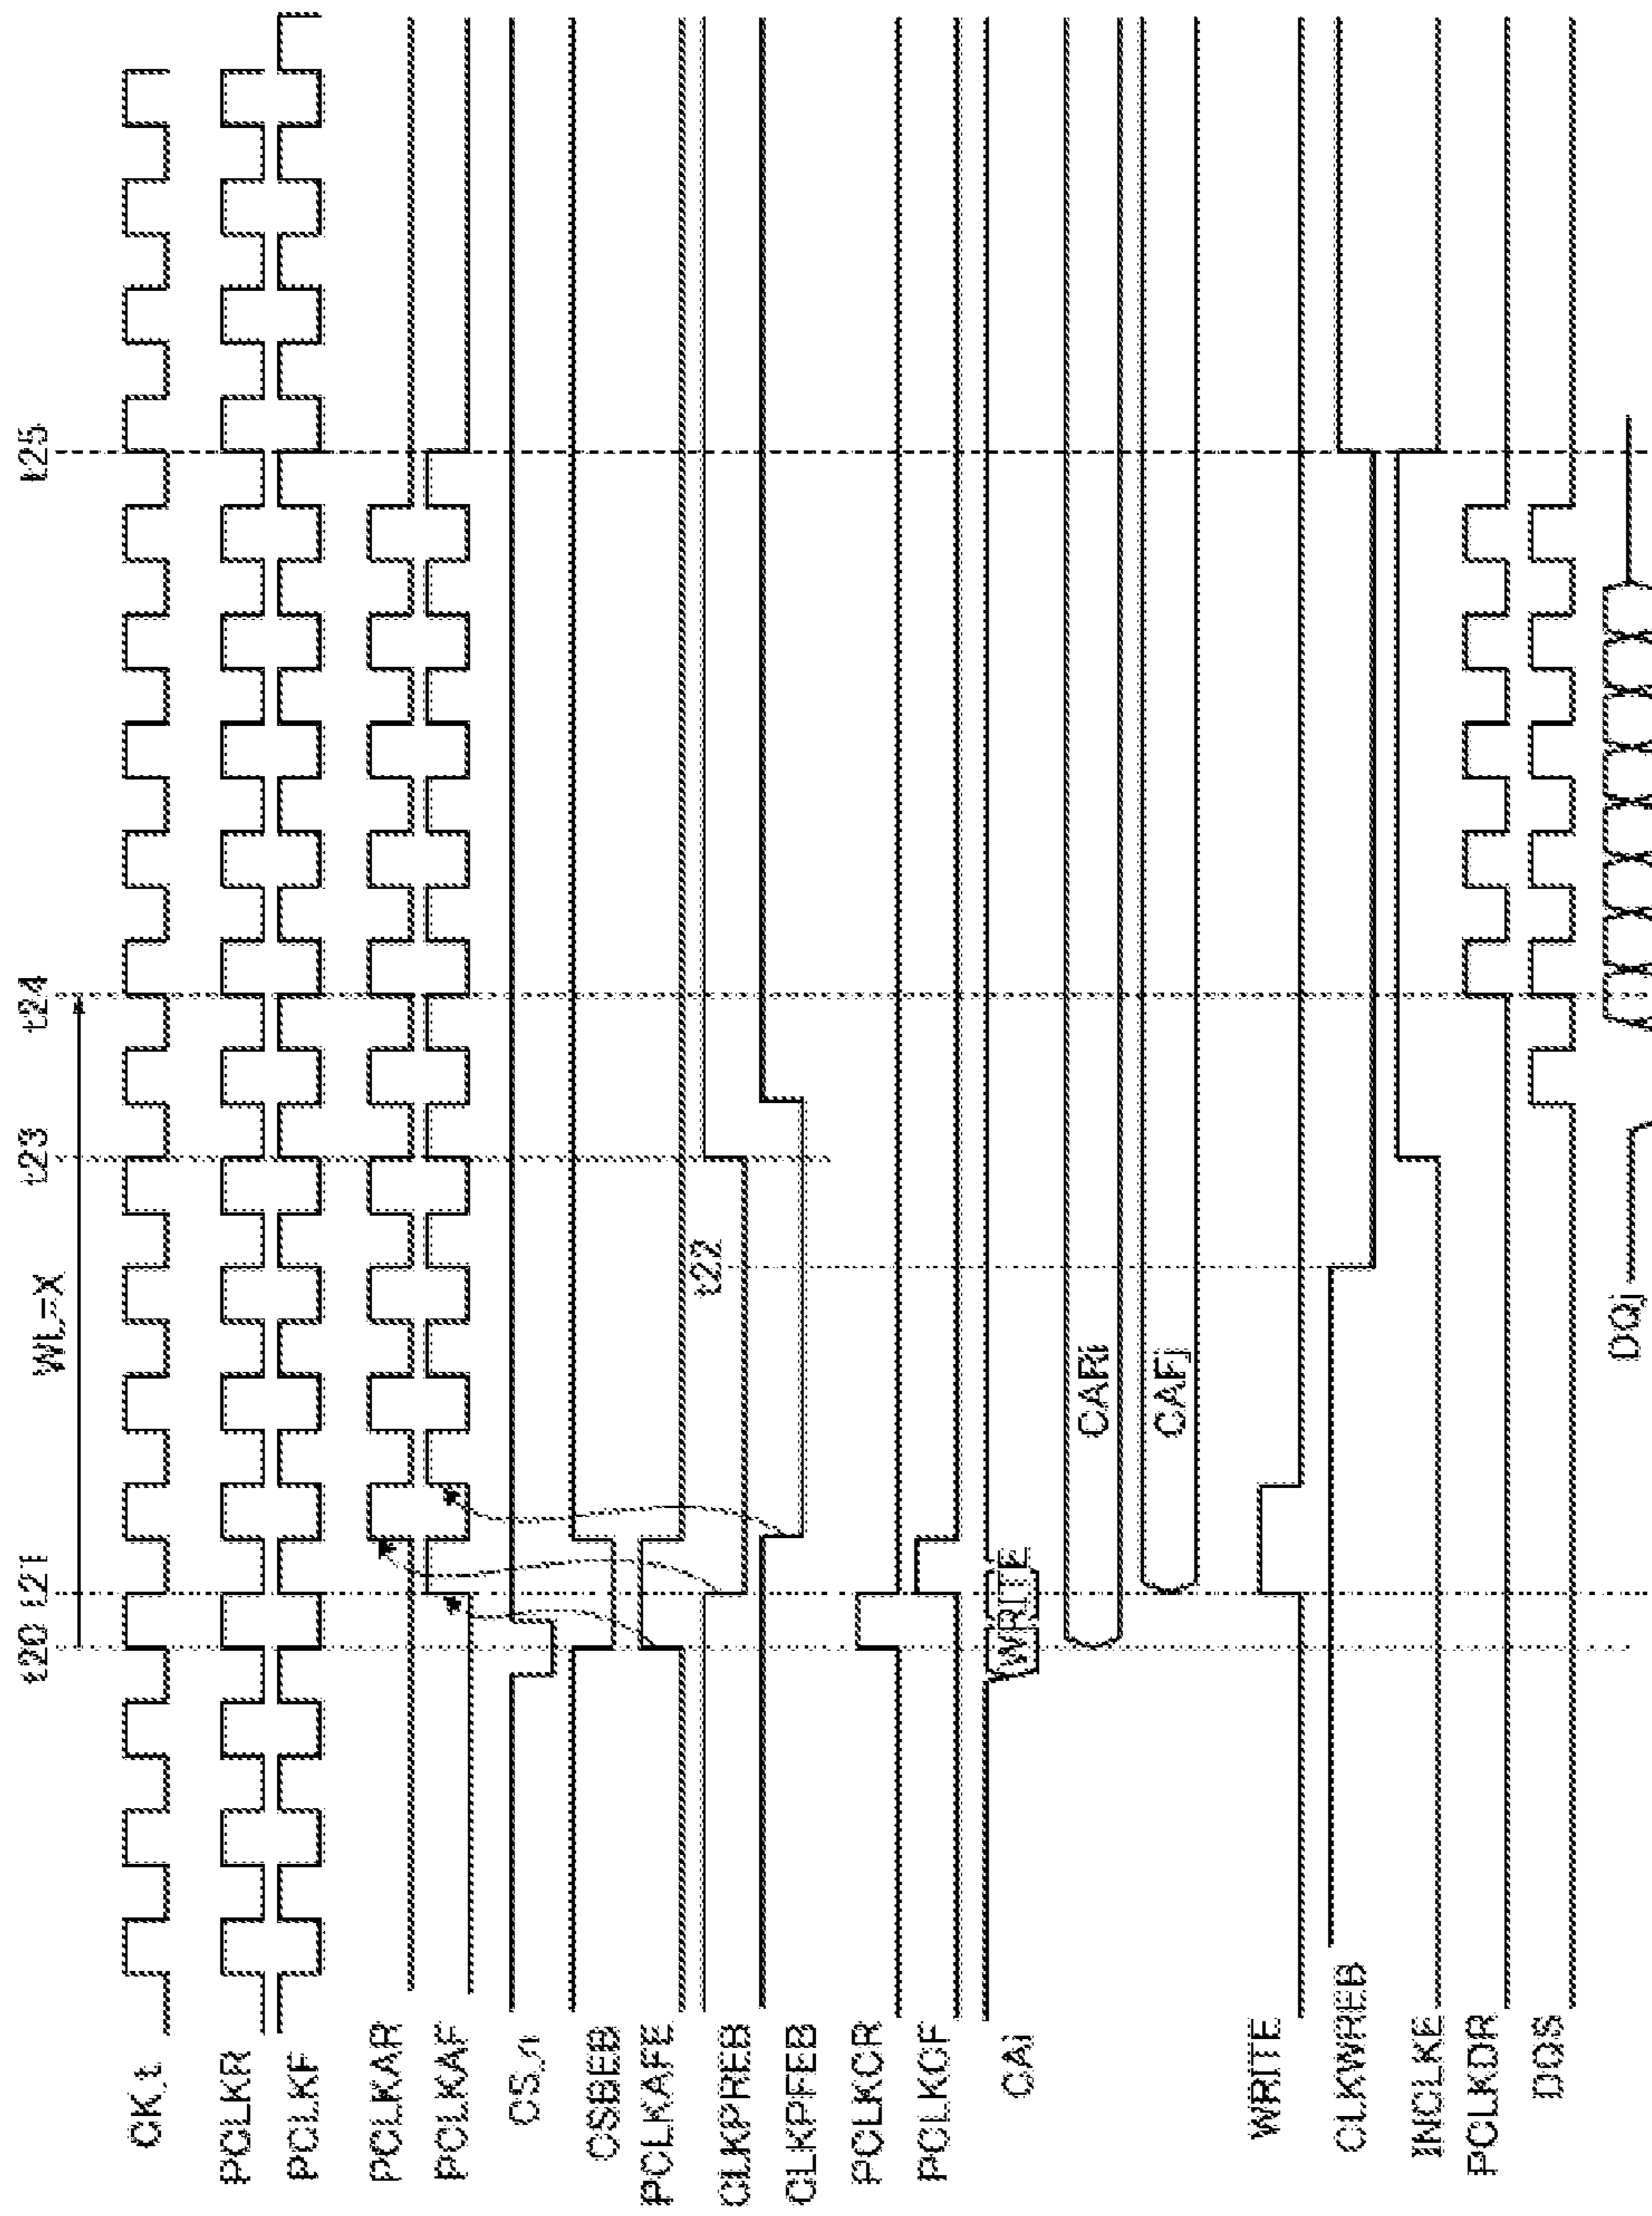 t20 t21 t23 t24 t25
WL=X
CK_t
PCLKR
PCLKF
PCLKAR
PCLKAF
CS_n
CSBEB
PCLKAFE
CLKPREB
t22
CLKPFEB
PCLKCR
PCLKCF
CAi
WRITE
CARi
CAFj
WRITE
CLKWREB
INCLKE
PCLKDR
DQS
DQj